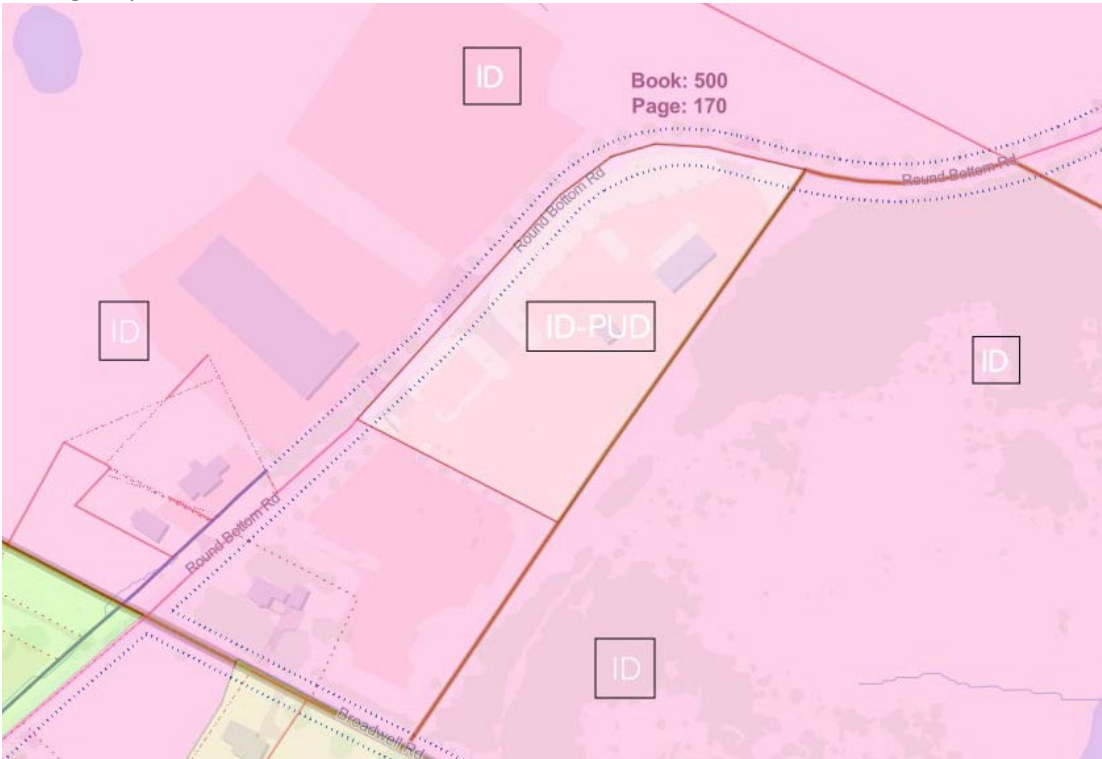 ID
Book: 500
Page: 170
Round Bottom Rd
Round Bottom Rd
ID
ID-PUD
ID
Round Bottom Rd
ID
Broadwell Rd